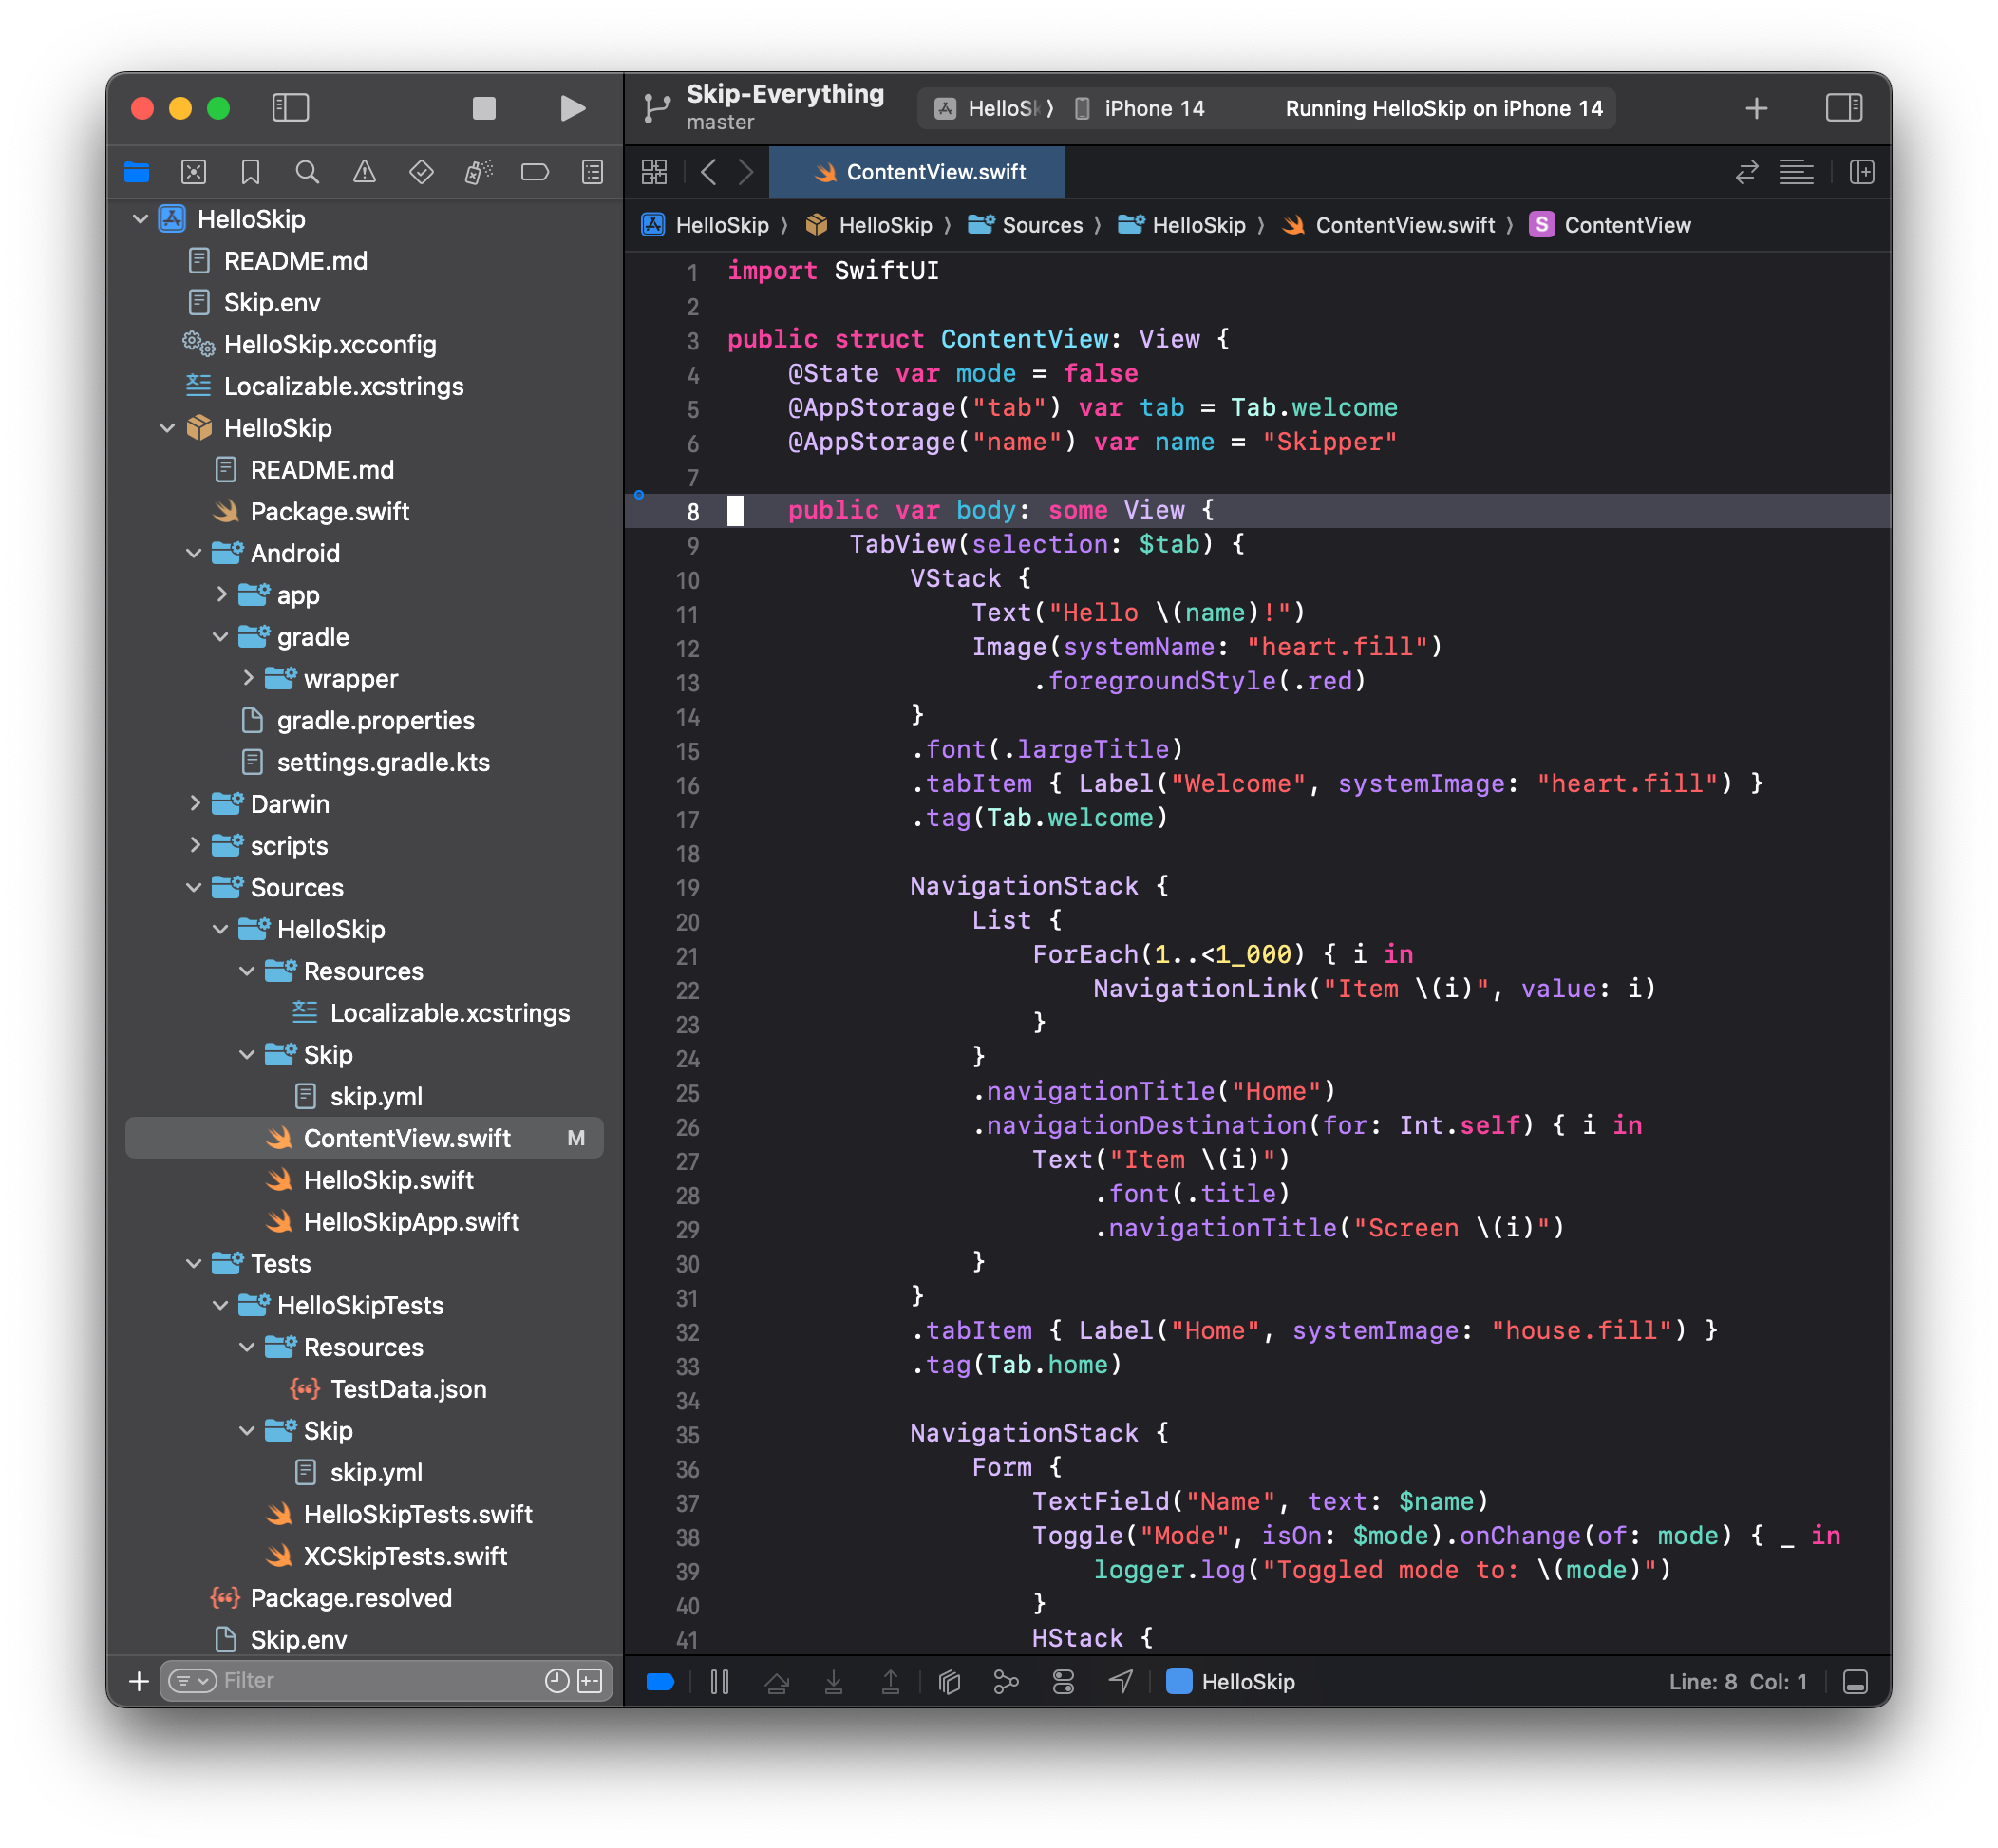 Skip-Everything
master
HelloSk
iPhone 14
Running HelloSkip on iPhone 14
HelloSkip
README.md
Skip.env
HelloSkip.xcconfig
Localizable.xcstrings
HelloSkip
README.md
Package.swift
Android
app
gradle
wrapper
gradle.properties
settings.gradle.kts
Darwin
scripts
Sources
HelloSkip
Resources
Localizable.xcstrings
Skip
skip.yml
ContentView.swift M
HelloSkip.swift
HelloSkipApp.swift
Tests
HelloSkipTests
Resources
TestData.json
Skip
skip.yml
HelloSkipTests.swift
XCSkipTests.swift
Package.resolved
Skip.env
Filter
ContentView.swift
HelloSkip 〉 HelloSkip 〉 Sources 〉 HelloSkip 〉 ContentView.swift 〉 S ContentView
1 import SwiftUI
2
3 public struct ContentView: View {
4     @State var mode = false
5     @AppStorage("tab") var tab = Tab.welcome
6     @AppStorage("name") var name = "Skipper"
7
8     public var body: some View {
9         TabView(selection: $tab) {
10             VStack {
11                 Text("Hello \(name)!")
12                 Image(systemName: "heart.fill")
13                     .foregroundStyle(.red)
14             }
15             .font(.largeTitle)
16             .tabItem { Label("Welcome", systemImage: "heart.fill") }
17             .tag(Tab.welcome)
18
19             NavigationStack {
20                 List {
21                     ForEach(1..<1_000) { i in
22                         NavigationLink("Item \(i)", value: i)
23                     }
24                 }
25                 .navigationTitle("Home")
26                 .navigationDestination(for: Int.self) { i in
27                     Text("Item \(i)")
28                         .font(.title)
29                         .navigationTitle("Screen \(i)")
30                 }
31             }
32             .tabItem { Label("Home", systemImage: "house.fill") }
33             .tag(Tab.home)
34
35             NavigationStack {
36                 Form {
37                     TextField("Name", text: $name)
38                     Toggle("Mode", isOn: $mode).onChange(of: mode) { _ in
39                         logger.log("Toggled mode to: \(mode)")
40                     }
41                     HStack {
HelloSkip
Line: 8 Col: 1